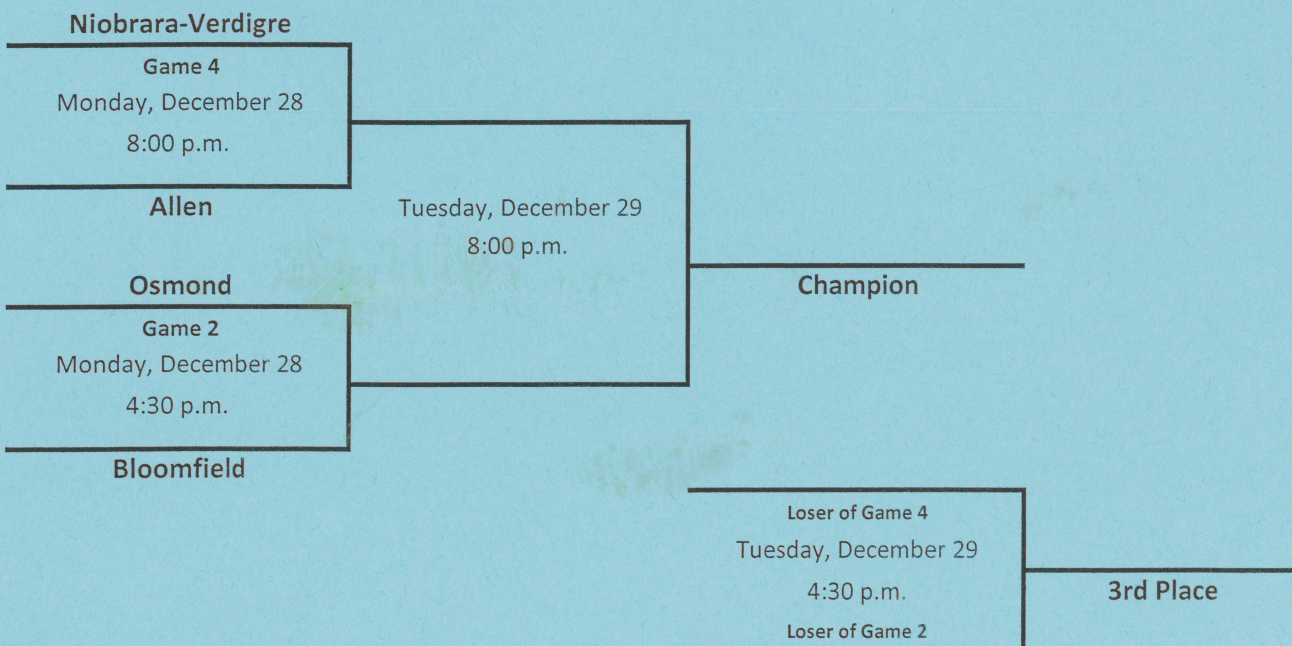 Niobrara-Verdigre
Game 4
Monday, December 28
8:00 p.m.
Allen
Tuesday, December 29
8:00 p.m.
Champion
Osmond
Game 2
Monday, December 28
4:30 p.m.
Bloomfield
Loser of Game 4
Tuesday, December 29
4:30 p.m.
Loser of Game 2
3rd Place